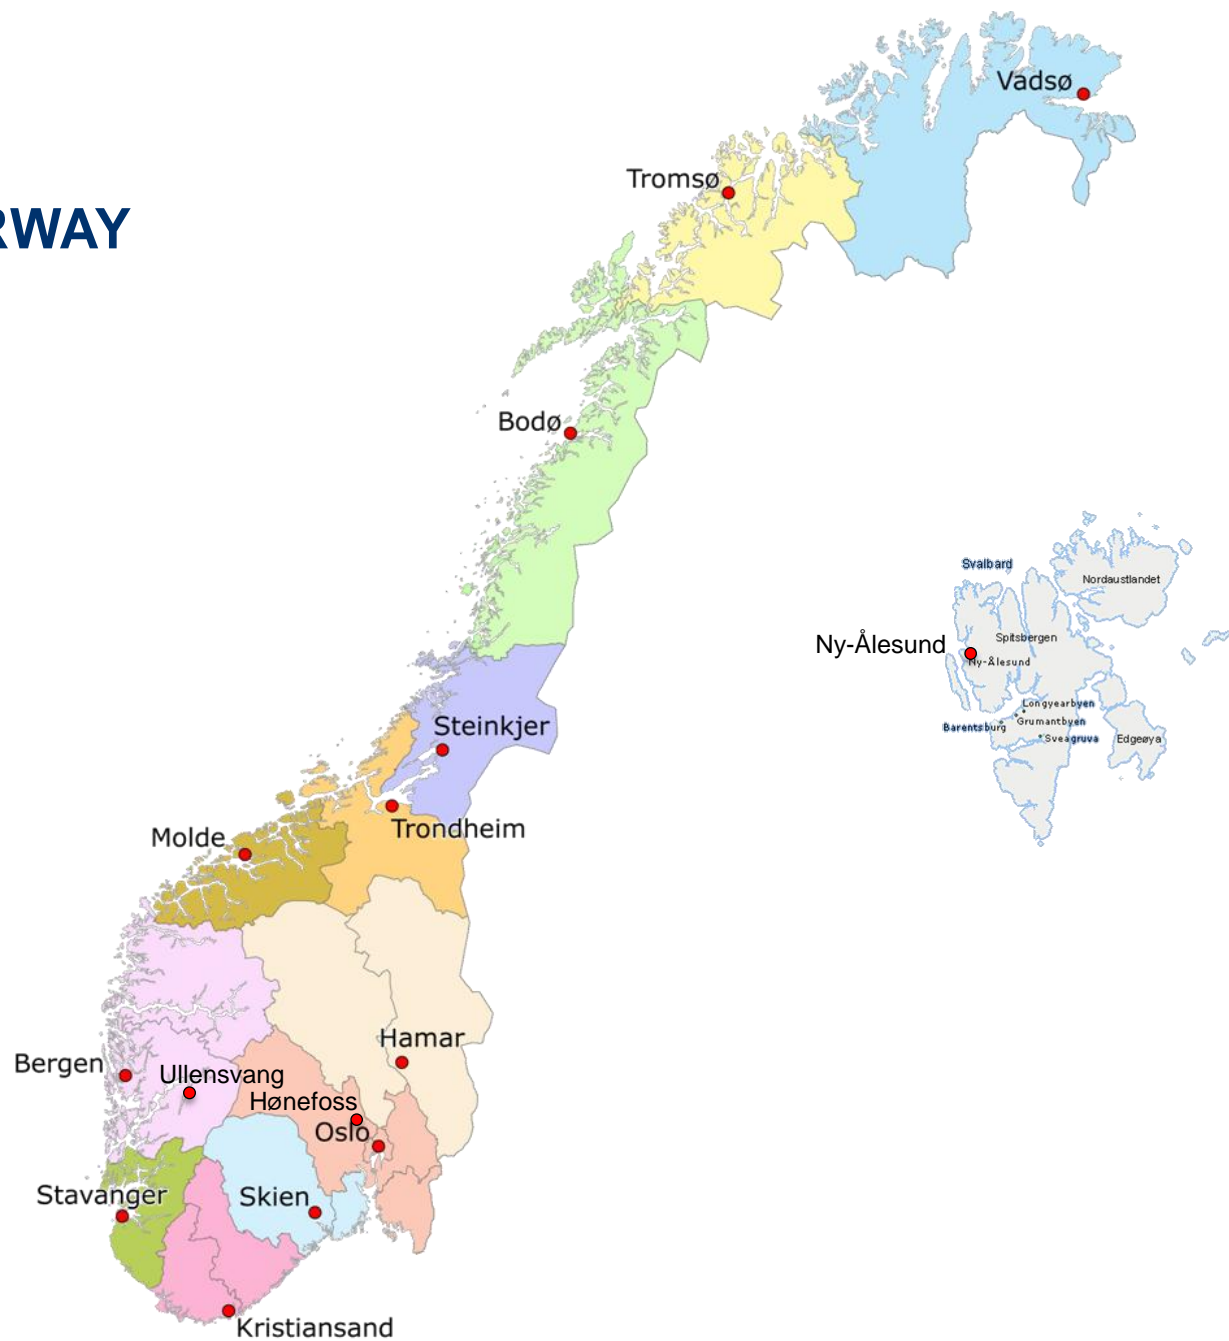 RWAY
Vadsø
Tromsø
Bodø
Svalbard
Nordaustlandet
Spitsbergen
Ny-Ålesund
Ny-Ålesund
Longyearbyen
Grumantbyen
Barentsburg
Sveagruva
Edgeøya
Steinkjer
Trondheim
Molde
Hamar
Bergen
Ullensvang
Hønefoss
Oslo
Stavanger
Skien
Kristiansand